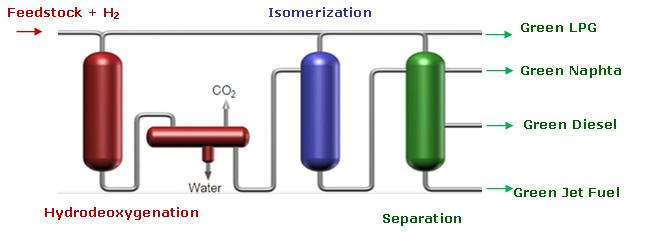 Feedstock + H₂
Isomerization
Green LPG
Green Naphta
CO₂
Green Diesel
Water
Green Jet Fuel
Hydrodeoxygenation
Separation